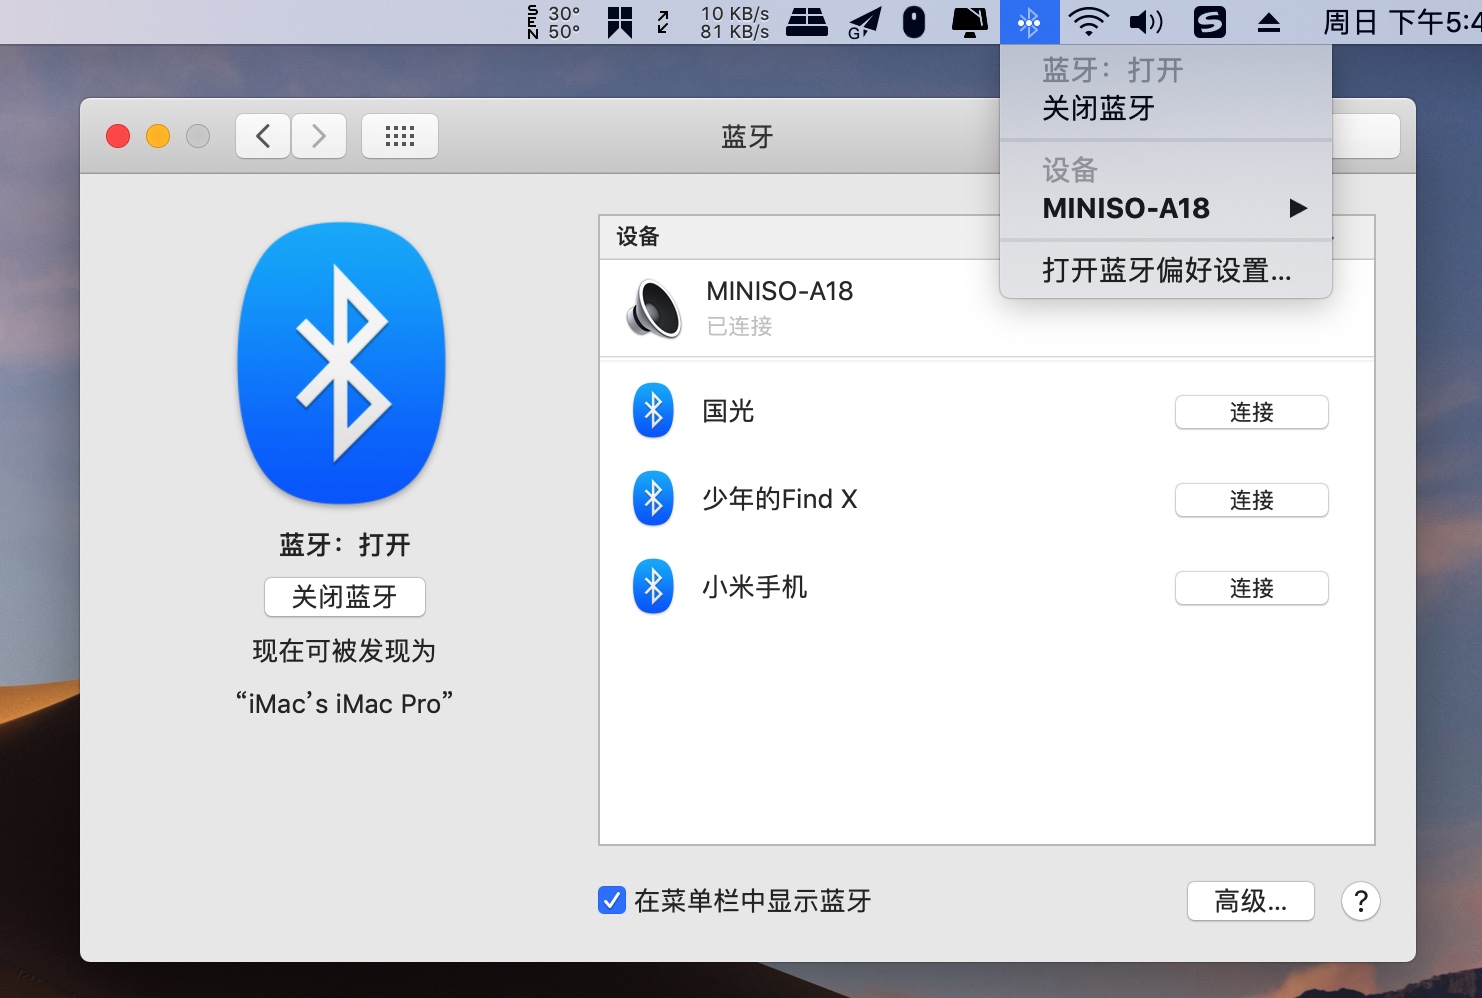 SEN 30° 50°
10 KB/s
81 KB/s
周日 下午5:4
蓝牙：打开
关闭蓝牙
设备
MINISO-A18
打开蓝牙偏好设置...
蓝牙
设备
MINISO-A18
已连接
国光
连接
少年的Find X
连接
小米手机
连接
蓝牙：打开
关闭蓝牙
现在可被发现为
“iMac’s iMac Pro”
在菜单栏中显示蓝牙
高级...
?